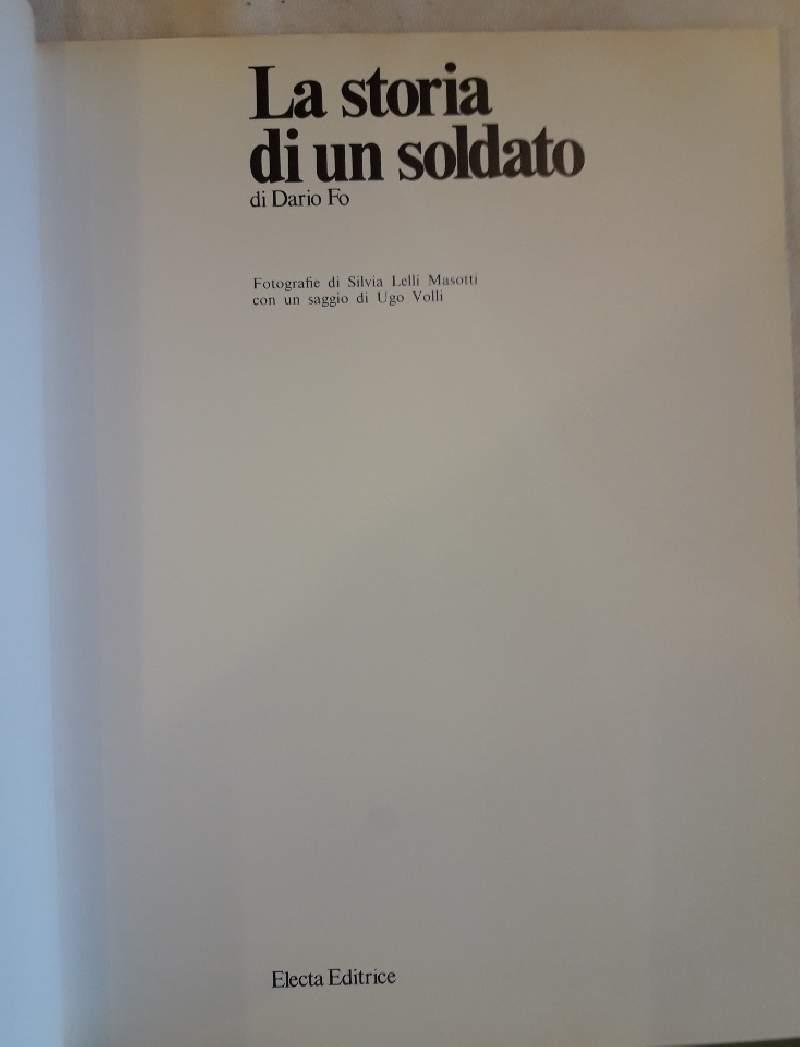 La storia
di un soldato
di Dario Fo
Fotografie di Silvia Lelli Masotti
con un saggio di Ugo Volli
Electa Editrice